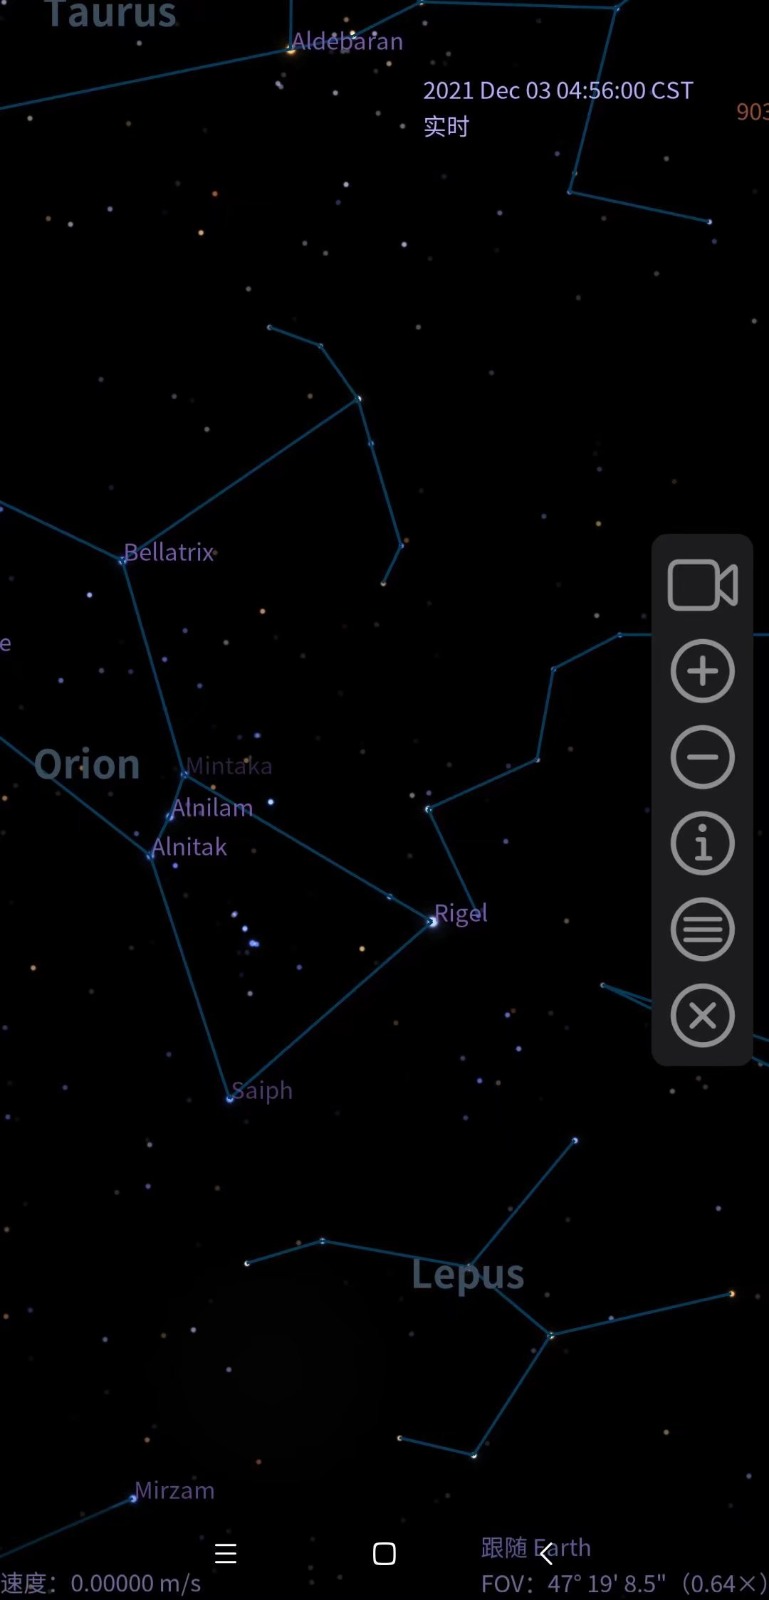 Taurus
Aldebaran
2021 Dec 03 04:56:00 CST
实时
903
Bellatrix
e
Orion
Mintaka
Alnilam
Alnitak
Rigel
Saiph
Lepus
Mirzam
跟随 Earth
速度: 0.00000 m/s
FOV: 47° 19' 8.5" (0.64×)